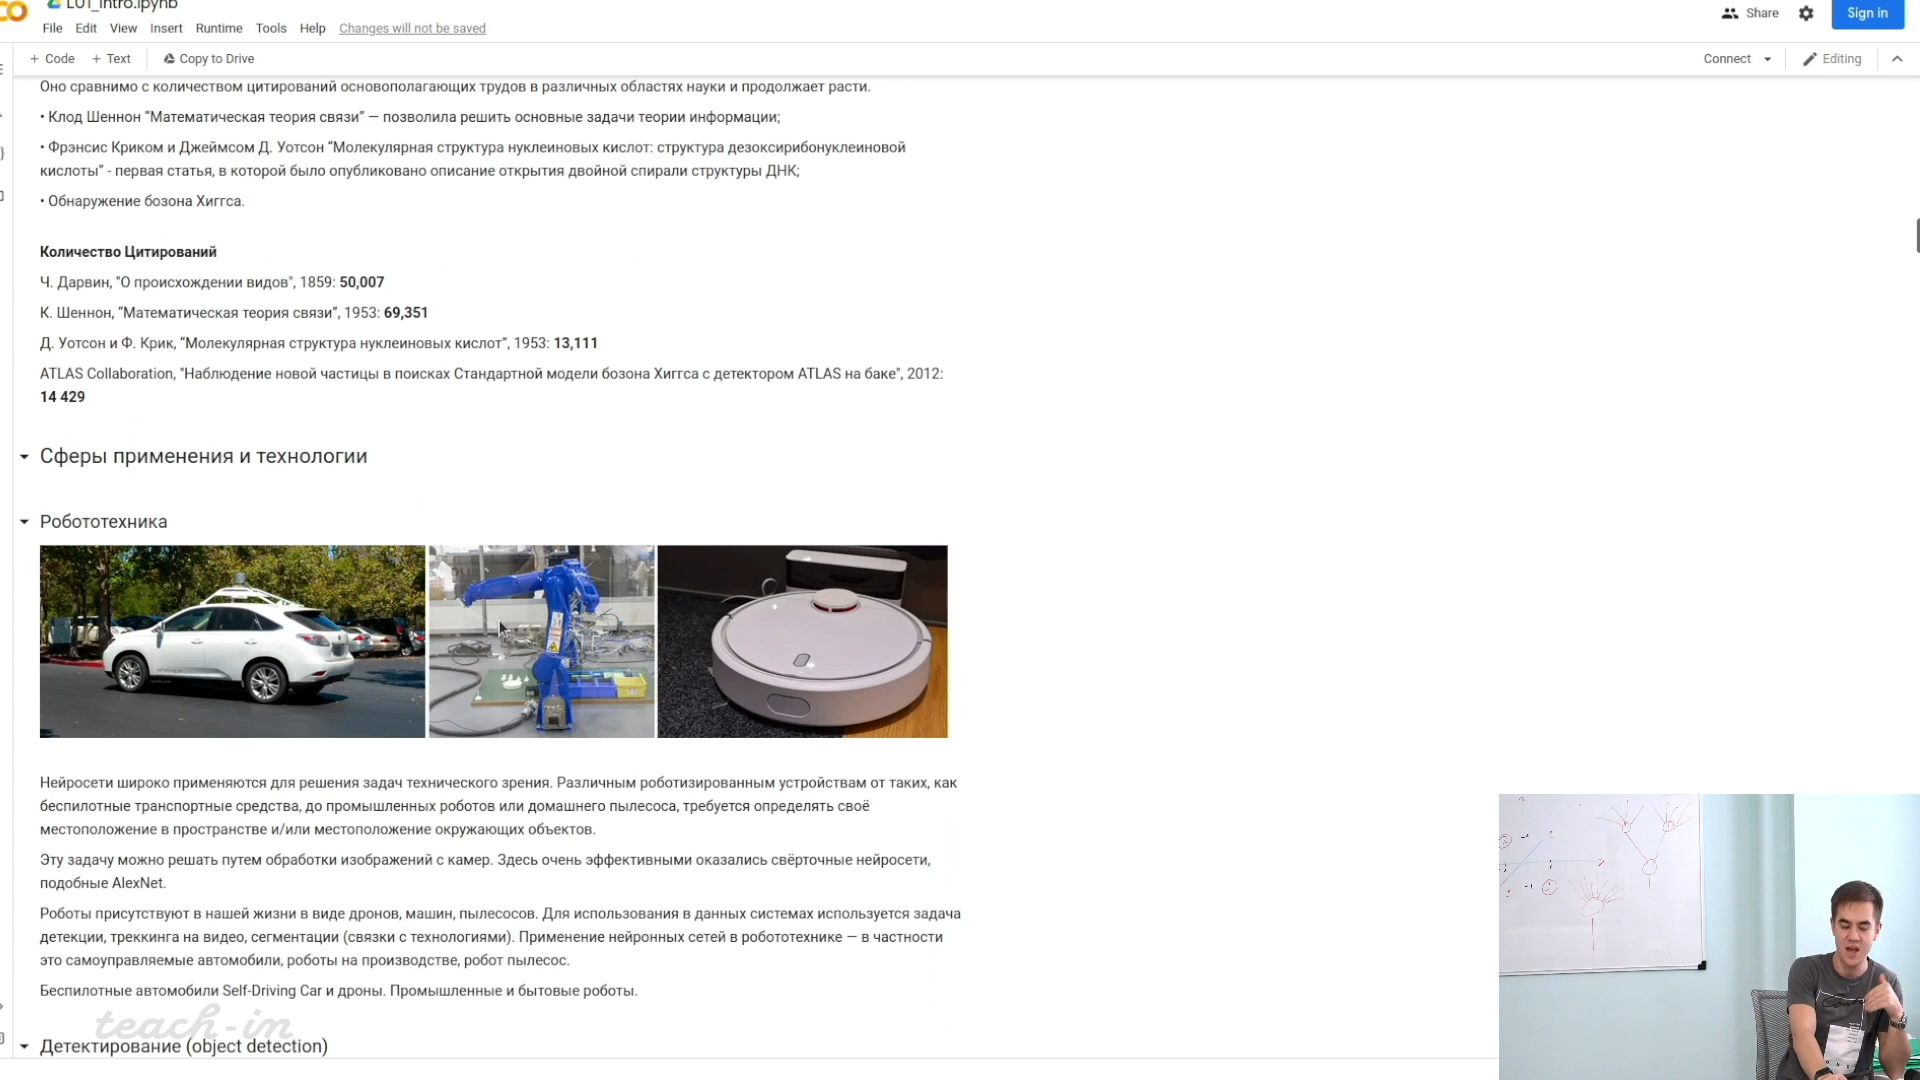 L01_Intro.ipynb
File Edit View Insert Runtime Tools Help Changes will not be saved
Share Sign in
+ Code + Text Copy to Drive
Connect Editing
Оно сравнимо с количеством цитирований основополагающих трудов в различных областях науки и продолжает расти.
• Клод Шеннон “Математическая теория связи” — позволила решить основные задачи теории информации;
• Фрэнсис Криком и Джеймсом Д. Уотсон “Молекулярная структура нуклеиновых кислот: структура дезоксирибонуклеиновой
кислоты” - первая статья, в которой было опубликовано описание открытия двойной спирали структуры ДНК;
• Обнаружение бозона Хиггса.
Количество Цитирований
Ч. Дарвин, "О происхождении видов", 1859: 50,007
К. Шеннон, “Математическая теория связи”, 1953: 69,351
Д. Уотсон и Ф. Крик, “Молекулярная структура нуклеиновых кислот”, 1953: 13,111
ATLAS Collaboration, "Наблюдение новой частицы в поисках Стандартной модели бозона Хиггса с детектором ATLAS на баке", 2012:
14 429
Сферы применения и технологии
Робототехника
Нейросети широко применяются для решения задач технического зрения. Различным роботизированным устройствам от таких, как
беспилотные транспортные средства, до промышленных роботов или домашнего пылесоса, требуется определять своё
местоположение в пространстве и/или местоположение окружающих объектов.
Эту задачу можно решать путем обработки изображений с камер. Здесь очень эффективными оказались свёрточные нейросети,
подобные AlexNet.
Роботы присутствуют в нашей жизни в виде дронов, машин, пылесосов. Для использования в данных системах используется задача
детекции, треккинга на видео, сегментации (связки с технологиями). Применение нейронных сетей в робототехнике — в частности
это самоуправляемые автомобили, роботы на производстве, робот пылесос.
Беспилотные автомобили Self-Driving Car и дроны. Промышленные и бытовые роботы.
teach-in
Детектирование (object detection)